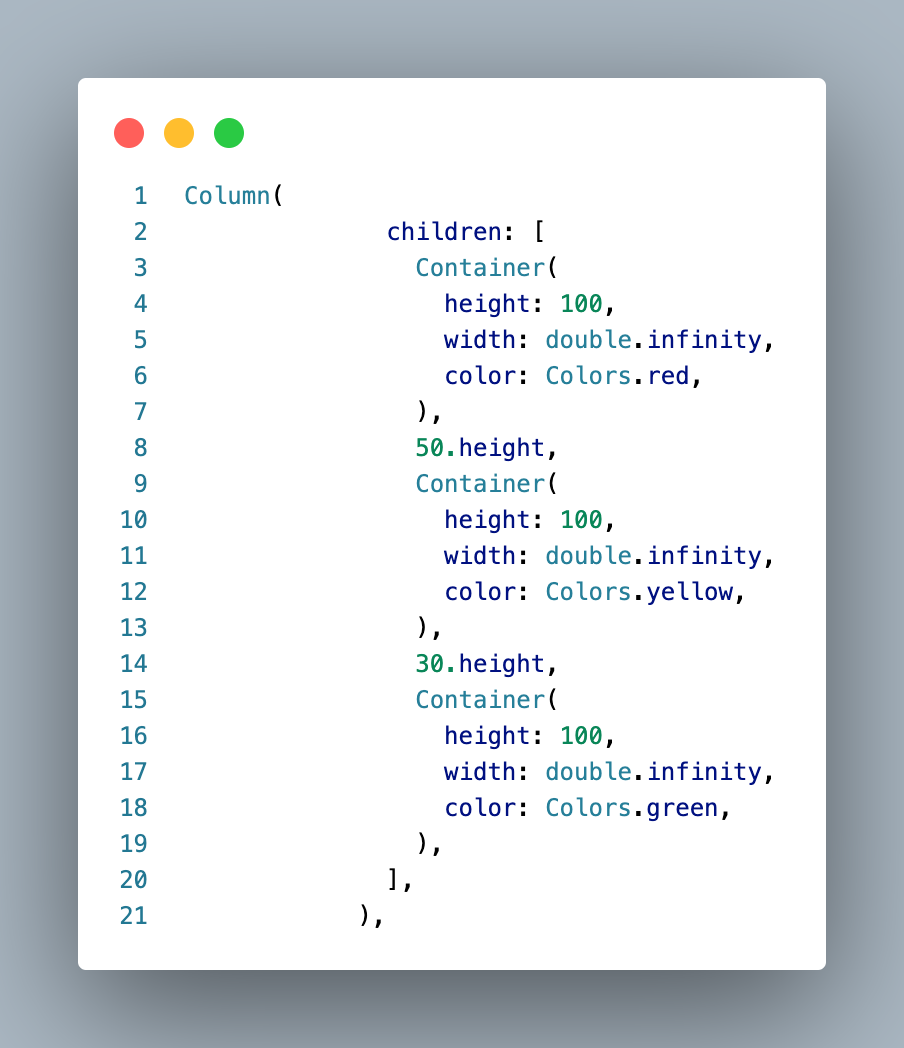 1 Column(
2 children: [
3 Container(
4 height: 100,
5 width: double.infinity,
6 color: Colors.red,
7 ),
8 50.height,
9 Container(
10 height: 100,
11 width: double.infinity,
12 color: Colors.yellow,
13 ),
14 30.height,
15 Container(
16 height: 100,
17 width: double.infinity,
18 color: Colors.green,
19 ),
20 ],
21 ),